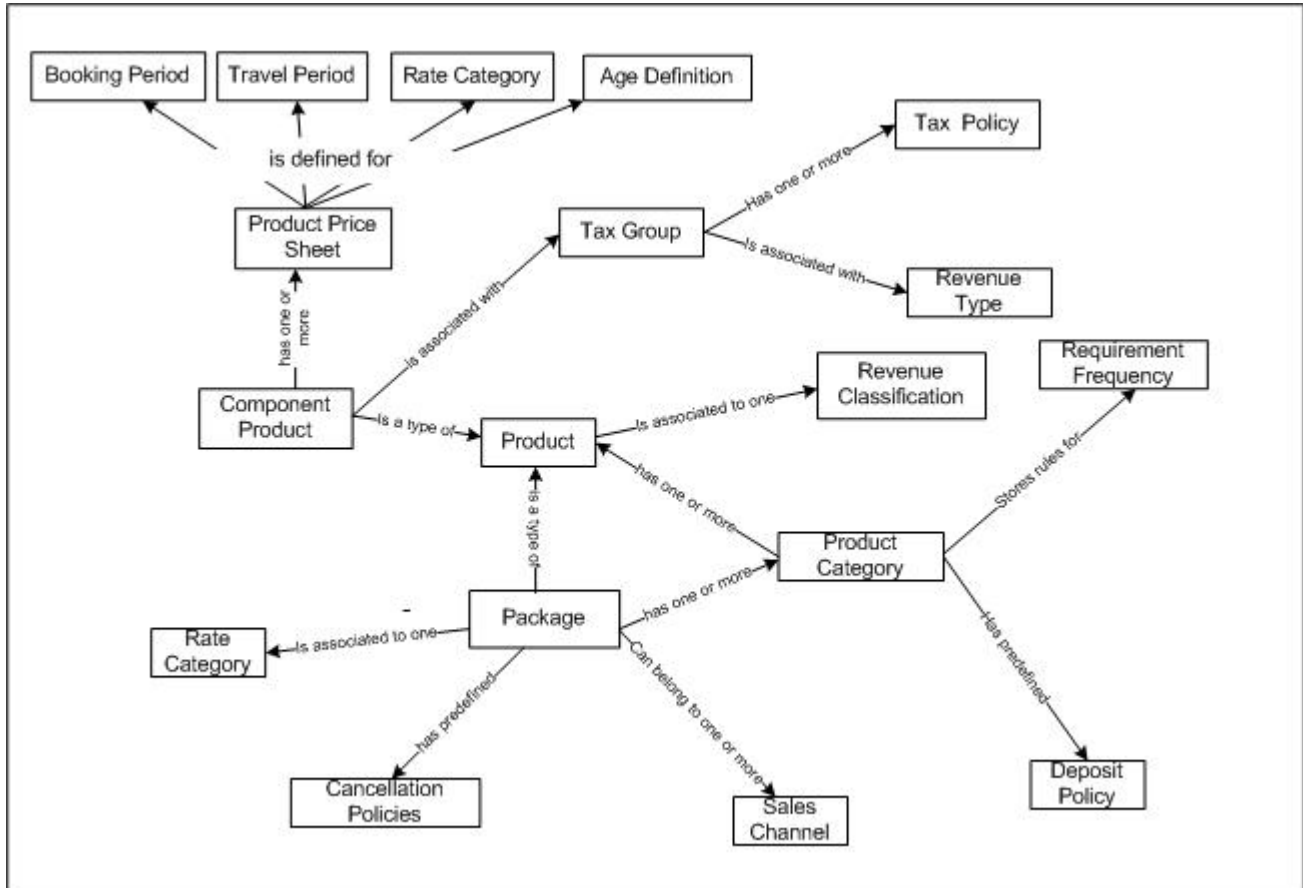 Booking Period
Travel Period
Rate Category
Age Definition
Tax Policy
is defined for
Has one or more
Product Price
Sheet
Tax Group
Is associated with
Revenue
Type
has one or
more
is associated with
Requirement
Frequency
Revenue
Classification
Component
Product
Is a type of
Product
Is associated to one
has one or more
Stores rules for
is a type of
Product
Category
has one or more
Package
-
Rate
Category
Is associated to one
Can belong to one or more
Has predefined
has predefined
Cancellation
Policies
Sales
Channel
Deposit
Policy